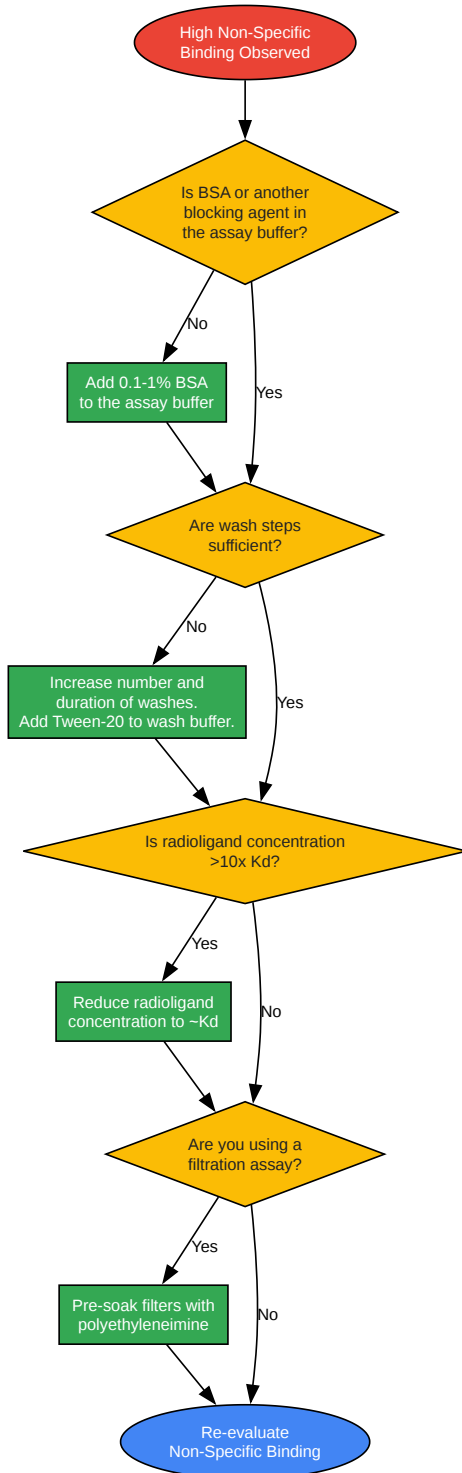 High Non-Specific
Binding Observed
Is BSA or another
blocking agent in
the assay buffer?
No
Add 0.1-1% BSA
to the assay buffer
Yes
Are wash steps
sufficient?
No
Increase number and
duration of washes.
Add Tween-20 to wash buffer.
Yes
Is radioligand concentration
>10x Kd?
Yes
Reduce radioligand
concentration to ~Kd
No
Are you using a
filtration assay?
Yes
Pre-soak filters with
polyethyleneimine
No
Re-evaluate
Non-Specific Binding